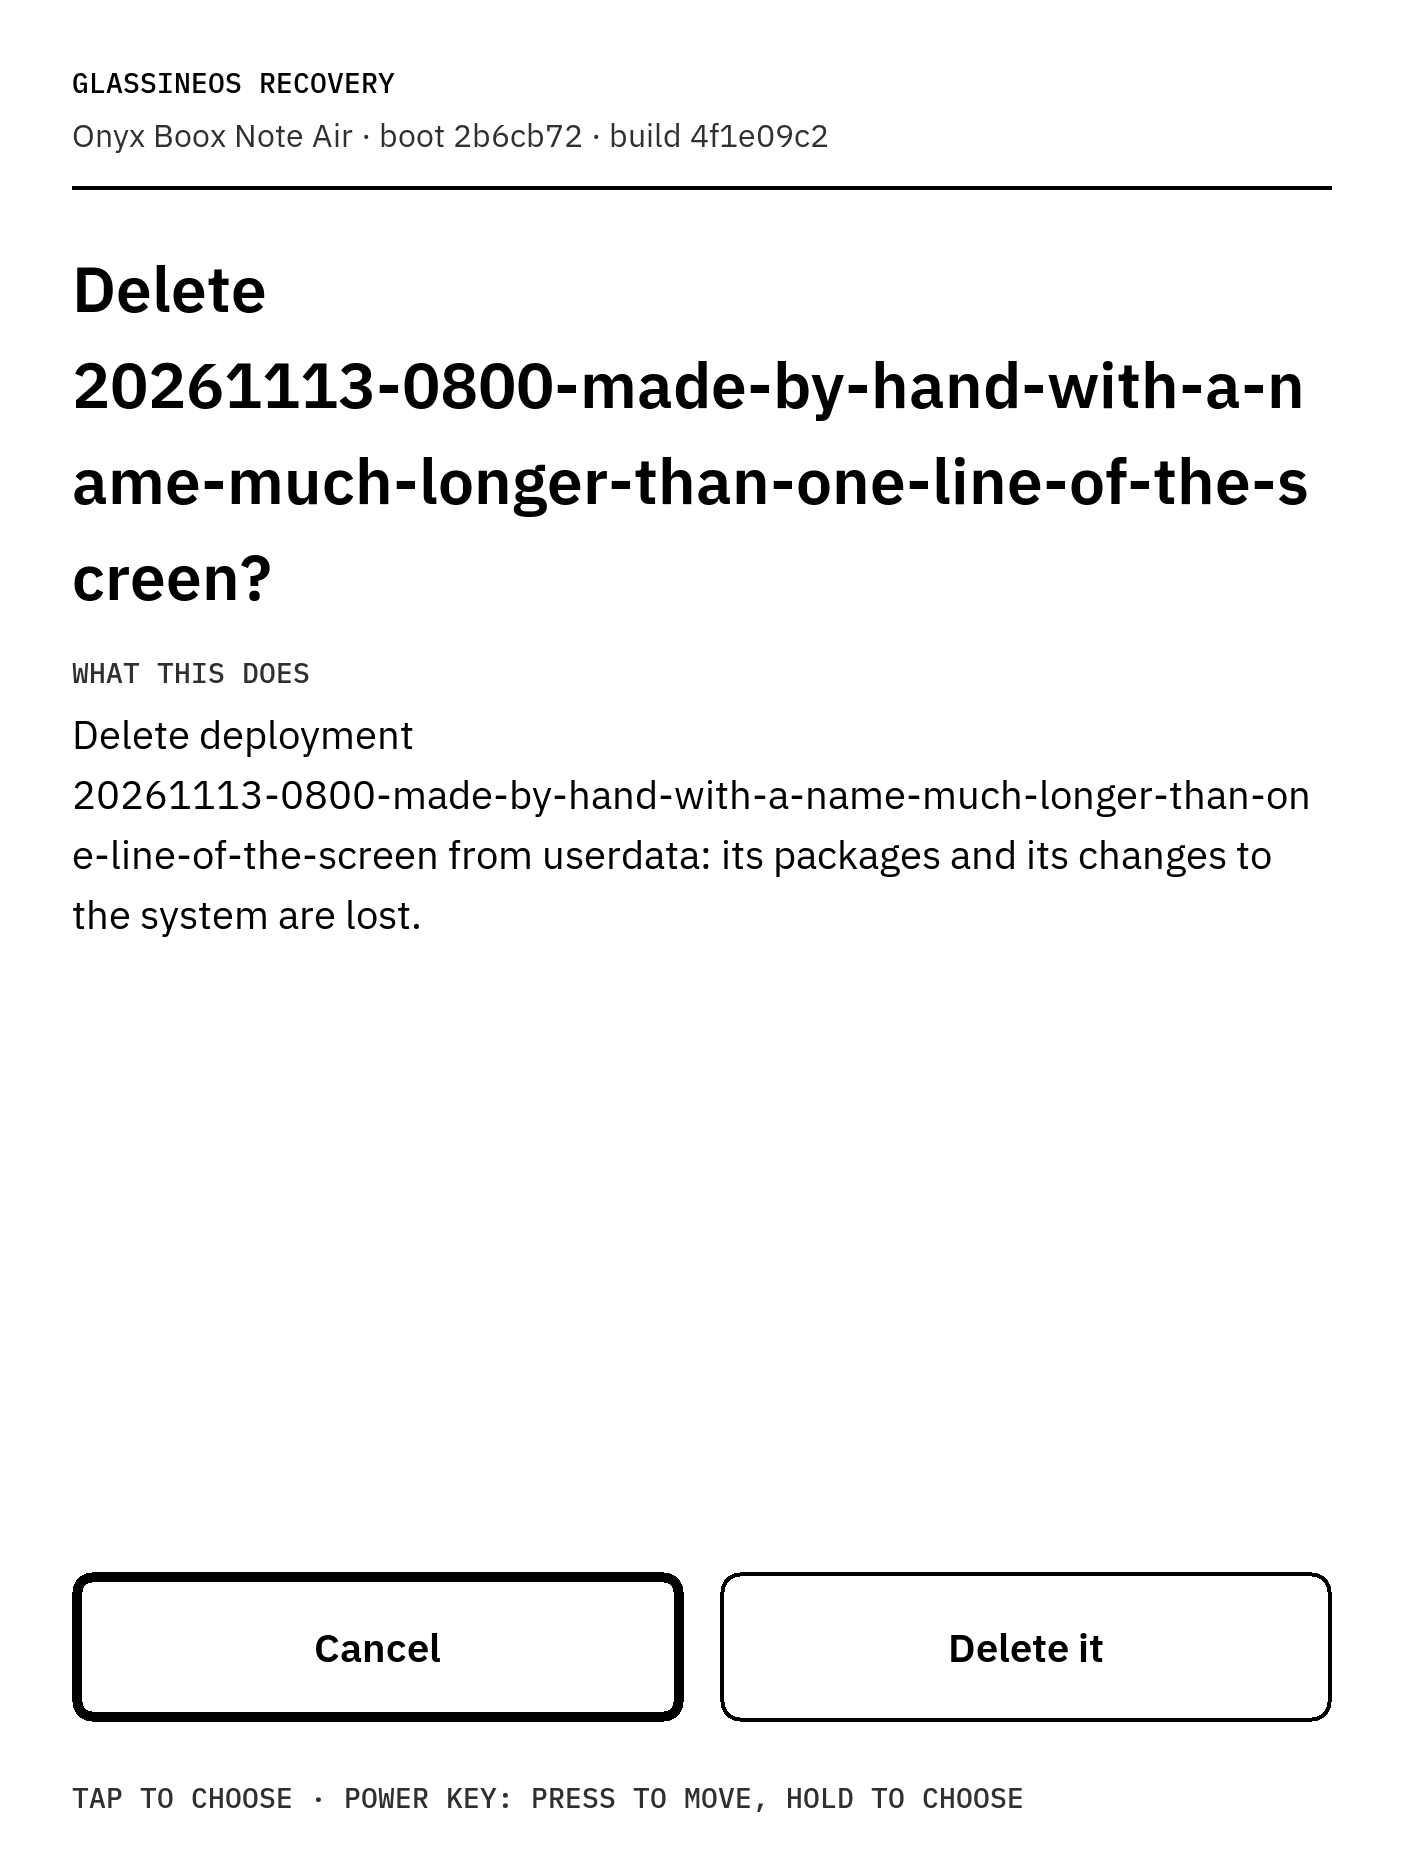 GLASSINEOS RECOVERY
Onyx Boox Note Air · boot 2b6cb72 · build 4f1e09c2
Delete
20261113-0800-made-by-hand-with-a-n
ame-much-longer-than-one-line-of-the-s
creen?
WHAT THIS DOES
Delete deployment
20261113-0800-made-by-hand-with-a-name-much-longer-than-on
e-line-of-the-screen from userdata: its packages and its changes to
the system are lost.
Cancel
Delete it
TAP TO CHOOSE · POWER KEY: PRESS TO MOVE, HOLD TO CHOOSE